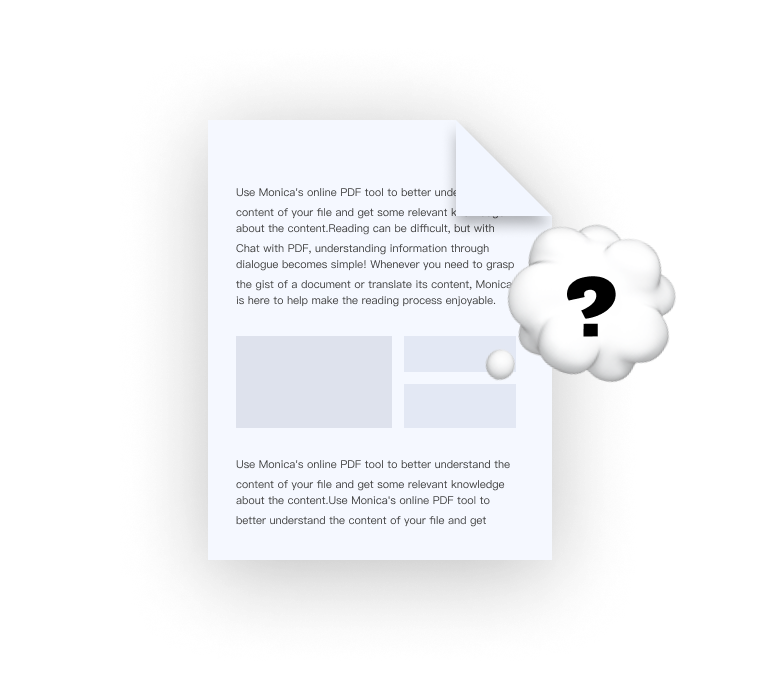 Use Monica's online PDF tool to better
content of your file and get some relevant
about the content.Reading can be difficult, but with
Chat with PDF, understanding information through
dialogue becomes simple! Whenever you need to grasp
the gist of a document or translate its content, Monica
is here to help make the reading process enjoyable.
?
Use Monica's online PDF tool to better understand the
content of your file and get some relevant knowledge
about the content.Use Monica's online PDF tool to
better understand the content of your file and get